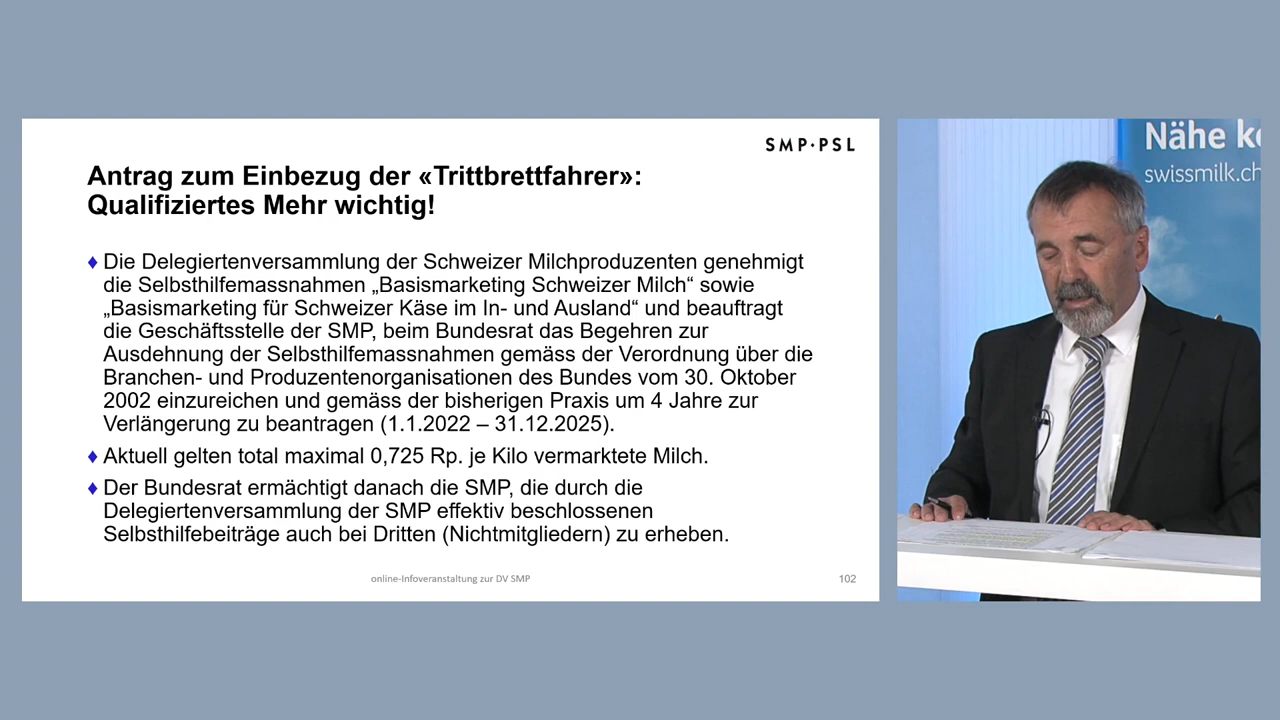 SMP·PSL
Antrag zum Einbezug der «Trittbrettfahrer»:
Qualifiziertes Mehr wichtig!
♦ Die Delegiertenversammlung der Schweizer Milchproduzenten genehmigt
die Selbsthilfemassnahmen „Basismarketing Schweizer Milch“ sowie
„Basismarketing für Schweizer Käse im In- und Ausland“ und beauftragt
die Geschäftsstelle der SMP, beim Bundesrat das Begehren zur
Ausdehnung der Selbsthilfemassnahmen gemäss der Verordnung über die
Branchen- und Produzentenorganisationen des Bundes vom 30. Oktober
2002 einzureichen und gemäss der bisherigen Praxis um 4 Jahre zur
Verlängerung zu beantragen (1.1.2022 – 31.12.2025).
♦ Aktuell gelten total maximal 0,725 Rp. je Kilo vermarktete Milch.
♦ Der Bundesrat ermächtigt danach die SMP, die durch die
Delegiertenversammlung der SMP effektiv beschlossenen
Selbsthilfebeiträge auch bei Dritten (Nichtmitgliedern) zu erheben.
online-Infoveranstaltung zur DV SMP
102
Nähe
swissmilk.ch